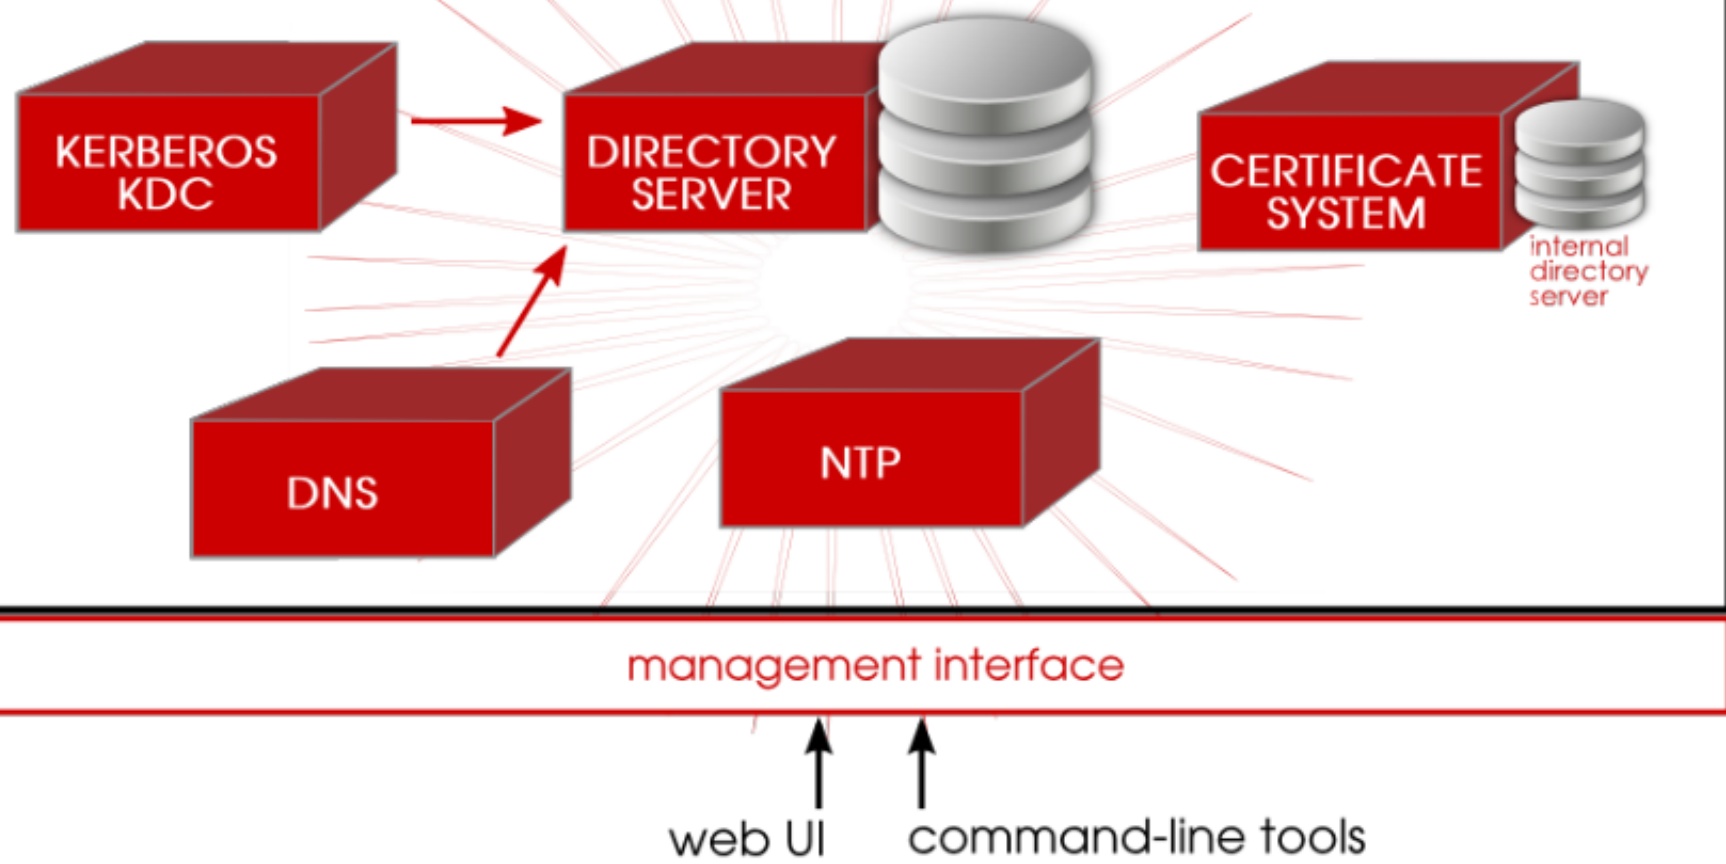 KERBEROS
KDC
DIRECTORY
SERVER
CERTIFICATE
SYSTEM
internal
directory
server
DNS
NTP
management interface
web UI
command-line tools